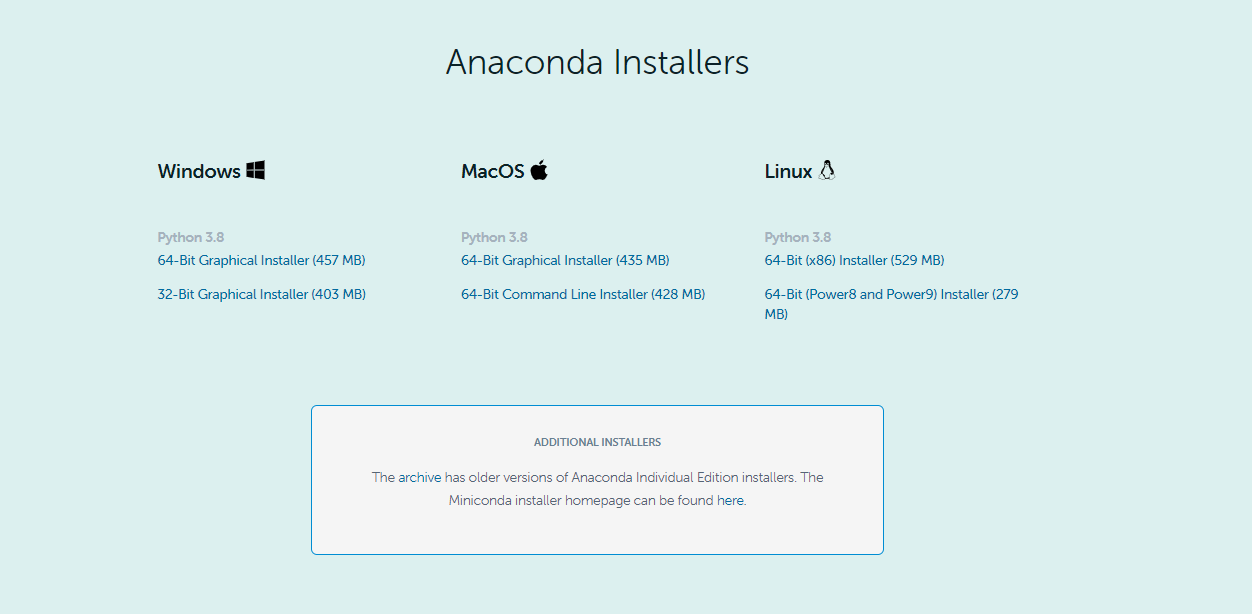 Anaconda Installers
Windows
MacOS
Linux
Python 3.8
64-Bit Graphical Installer (457 MB)
32-Bit Graphical Installer (403 MB)
Python 3.8
64-Bit Graphical Installer (435 MB)
64-Bit Command Line Installer (428 MB)
Python 3.8
64-Bit (x86) Installer (529 MB)
64-Bit (Power8 and Power9) Installer (279
MB)
ADDITIONAL INSTALLERS
The archive has older versions of Anaconda Individual Edition installers. The
Miniconda installer homepage can be found here.